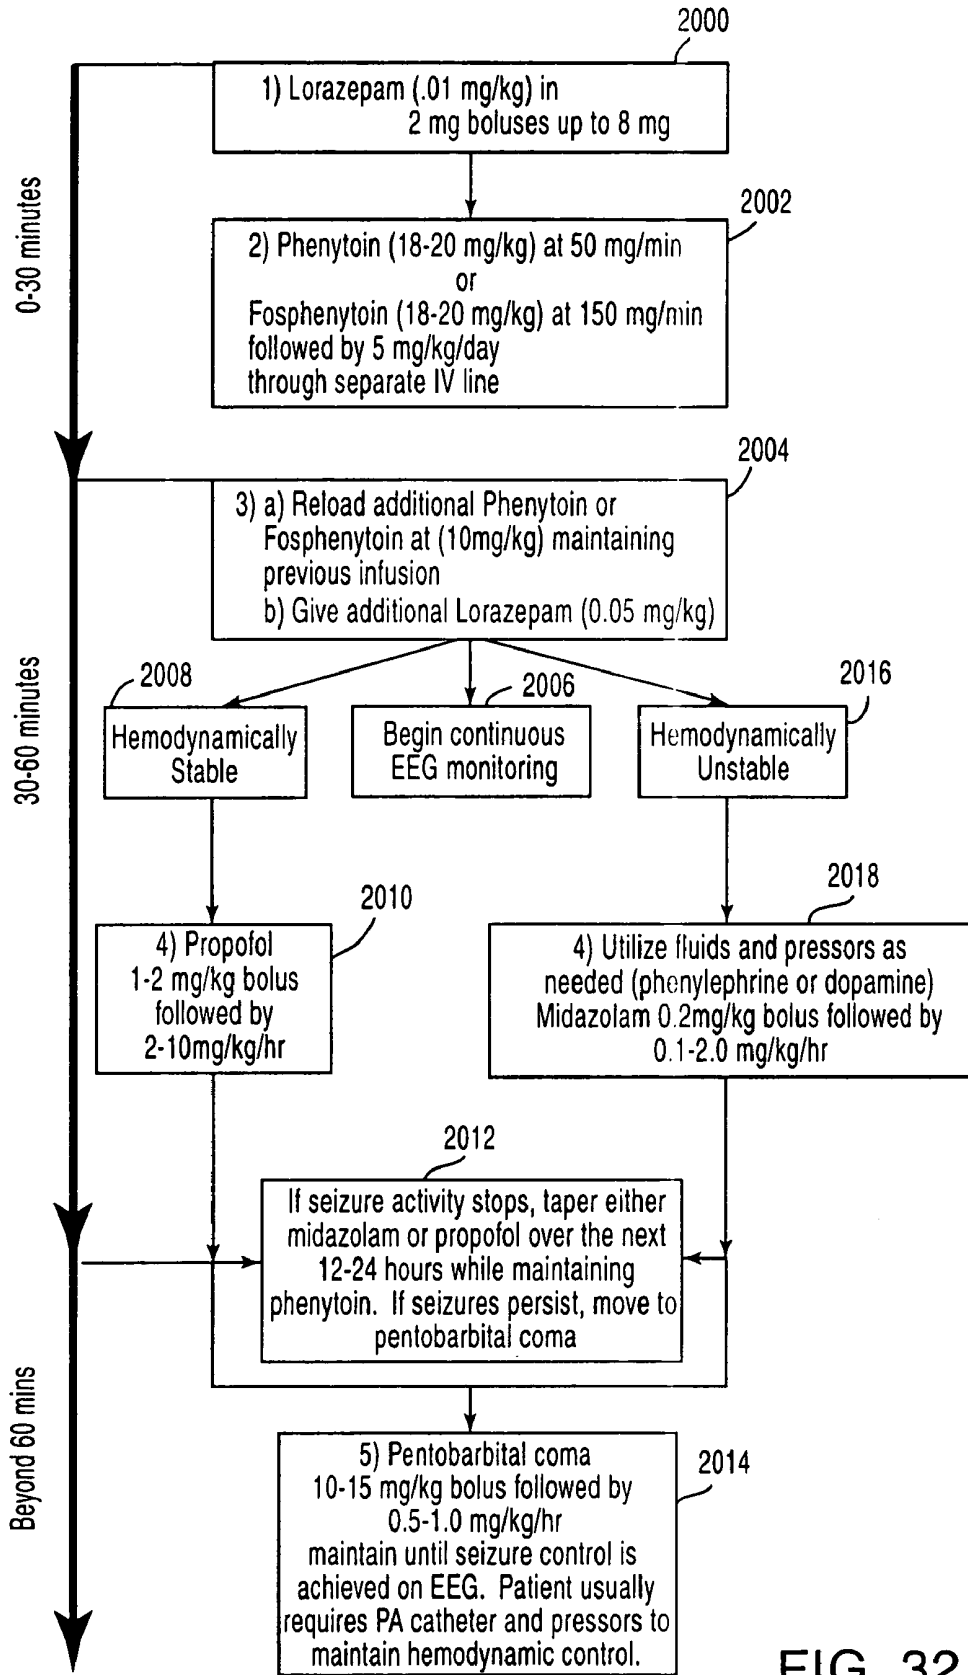 2000
1) Lorazepam (.01 mg/kg) in
2 mg boluses up to 8 mg
0-30 minutes
2002
2) Phenytoin (18-20 mg/kg) at 50 mg/min
or
Fosphenytoin (18-20 mg/kg) at 150 mg/min
followed by 5 mg/kg/day
through separate IV line
2004
3) a) Reload additional Phenytoin or
Fosphenytoin at (10mg/kg) maintaining
previous infusion
b) Give additional Lorazepam (0.05 mg/kg)
30-60 minutes
2008
Hemodynamically
Stable
2006
Begin continuous
EEG monitoring
2016
Hemodynamically
Unstable
2010
4) Propofol
1-2 mg/kg bolus
followed by
2-10mg/kg/hr
2018
4) Utilize fluids and pressors as
needed (phenylephrine or dopamine)
Midazolam 0.2mg/kg bolus followed by
0.1-2.0 mg/kg/hr
2012
If seizure activity stops, taper either
midazolam or propofol over the next
12-24 hours while maintaining
phenytoin. If seizures persist, move to
pentobarbital coma
Beyond 60 mins
2014
5) Pentobarbital coma
10-15 mg/kg bolus followed by
0.5-1.0 mg/kg/hr
maintain until seizure control is
achieved on EEG. Patient usually
requires PA catheter and pressors to
maintain hemodynamic control.
FIG. 32